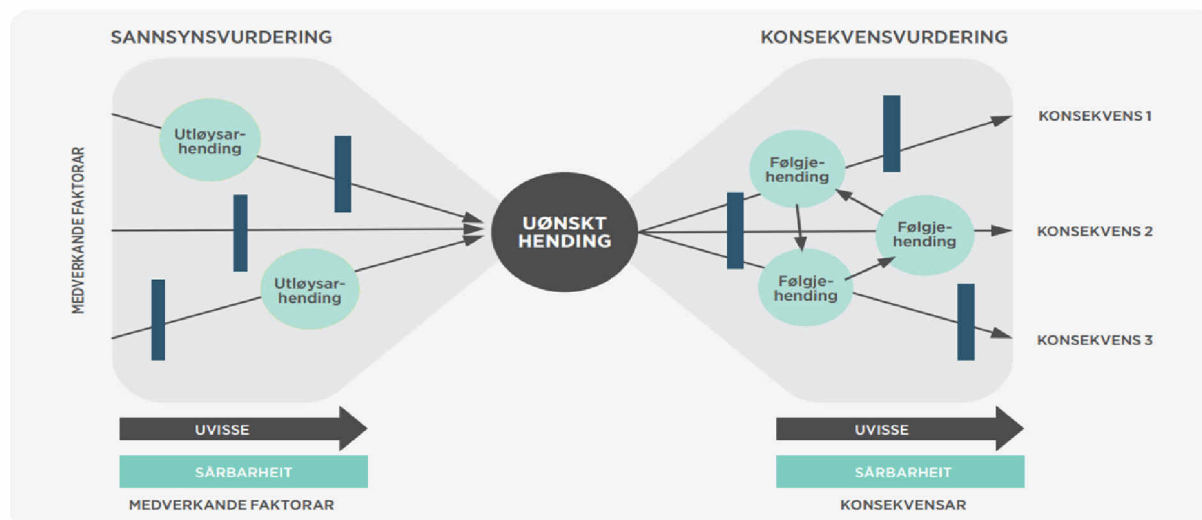 SANNSYNSVURDERING
KONSEKVENSVURDERING
MEDVERKANDE FAKTORAR
Utløysar-
hending
Utløysar-
hending
UØNSKT
HENDING
Følgje-
hending
Følgje-
hending
Følgje-
hending
KONSEKVENS 1
KONSEKVENS 2
KONSEKVENS 3
UVISSE
SÅRBARHEIT
MEDVERKANDE FAKTORAR
UVISSE
SÅRBARHEIT
KONSEKVENSAR